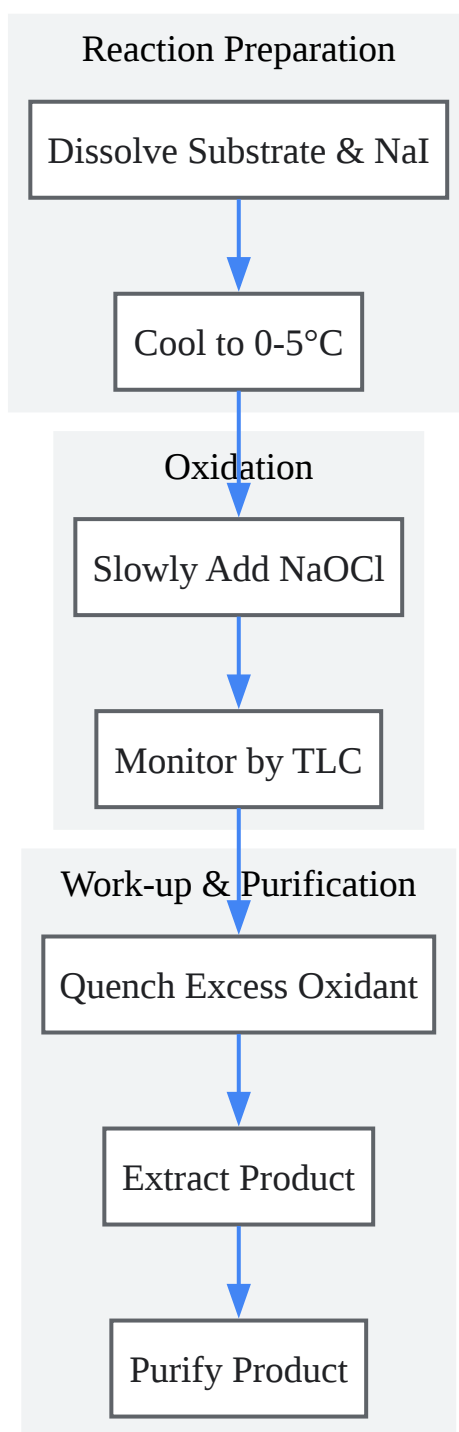 Reaction Preparation
Dissolve Substrate & NaI
Cool to 0-5°C
Oxidation
Slowly Add NaOCl
Monitor by TLC
Work-up & Purification
Quench Excess Oxidant
Extract Product
Purify Product